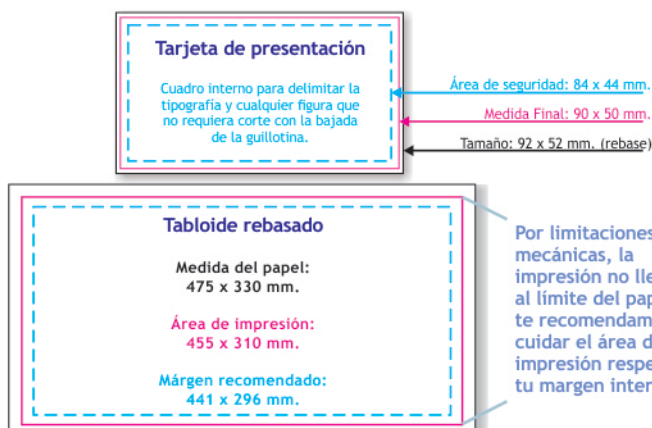 Tarjeta de presentación
Cuadro interno para delimitar la
tipografía y cualquier figura que
no requiera corte con la bajada
de la guillotina.
Área de seguridad: 84 x 44 mm.
Medida Final: 90 x 50 mm.
Tamaño: 92 x 52 mm. (rebase)
Tabloide rebasado
Medida del papel:
475 x 330 mm.
Área de impresión:
455 x 310 mm.
Márgen recomendado:
441 x 296 mm.
Por limitaciones
mecánicas, la
impresión no
al límite del
te
cuidar el área
impresión
tu margen